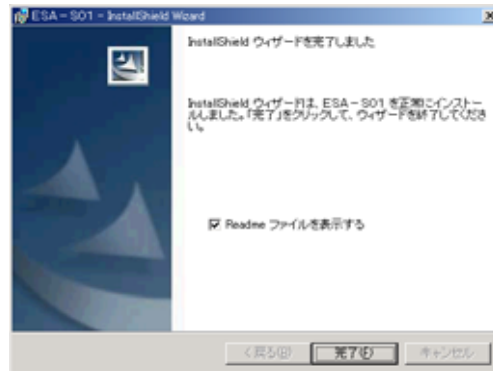 ESA－S01 - InstallShield Wizard
InstallShield ウィザードを完了しました
InstallShield ウィザードは、ESA－S01 を正常にインストー
ルしました。「完了」をクリックして、ウィザードを終了してくださ
い。
Readme ファイルを表示する
< 戻る(B)
完了(F)
キャンセル